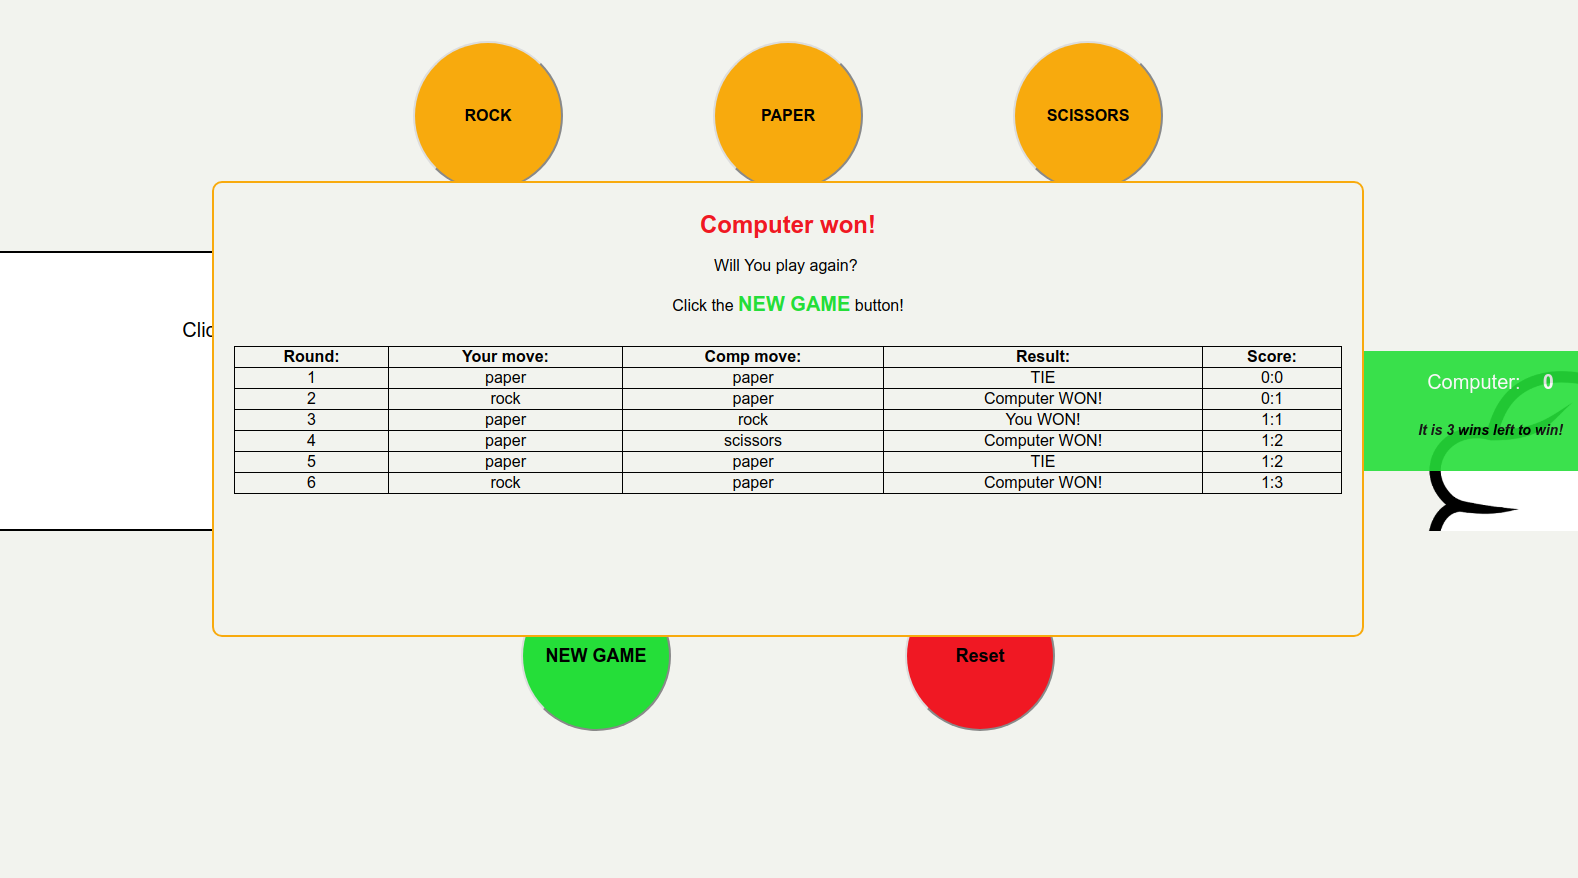 ROCK
PAPER
SCISSORS
Computer won!
Will You play again?
Click the NEW GAME button!
Clic
Round: Your move: Comp move: Result: Score:
1 paper paper TIE 0:0
2 rock paper Computer WON! 0:1
3 paper rock You WON! 1:1
4 paper scissors Computer WON! 1:2
5 paper paper TIE 1:2
6 rock paper Computer WON! 1:3
Computer: 0
It is 3 wins left to win!
NEW GAME
Reset